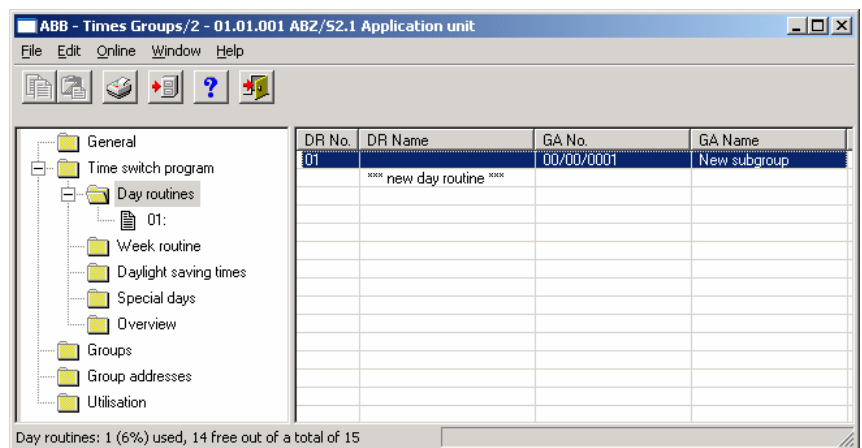 ABB - Times Groups/2 - 01.01.001 ABZ/S2.1 Application unit
File Edit Online Window Help
General
Time switch program
Day routines
01:
Week routine
Daylight saving times
Special days
Overview
Groups
Group addresses
Utilisation
DR No. DR Name GA No. GA Name
01 00/00/0001 New subgroup
*** new day routine ***
Day routines: 1 (6%) used, 14 free out of a total of 15